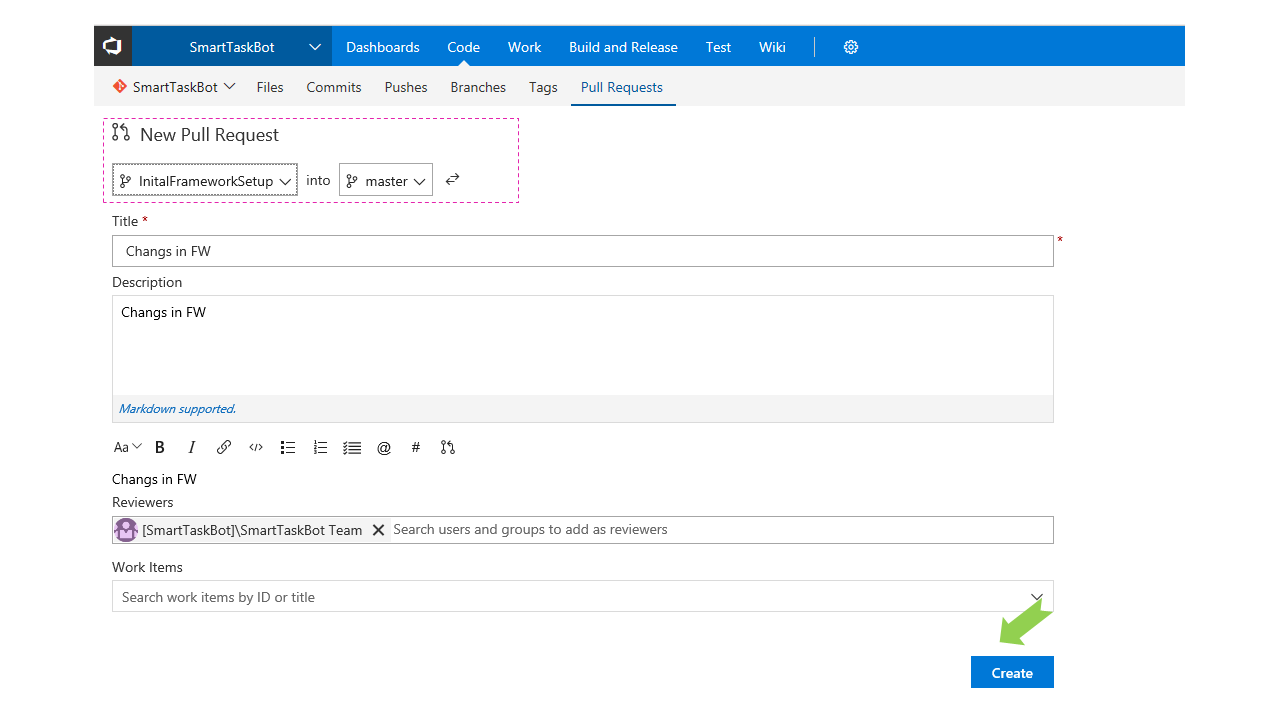 SmartTaskBot Dashboards Code Work Build and Release Test Wiki
SmartTaskBot Files Commits Pushes Branches Tags Pull Requests
New Pull Request
InitalFrameworkSetup into master
Title *
Changs in FW *
Description
Changs in FW
Markdown supported.
Aa B I </> @ #
Changs in FW
Reviewers
[SmartTaskBot]\SmartTaskBot Team Search users and groups to add as reviewers
Work Items
Search work items by ID or title
Create